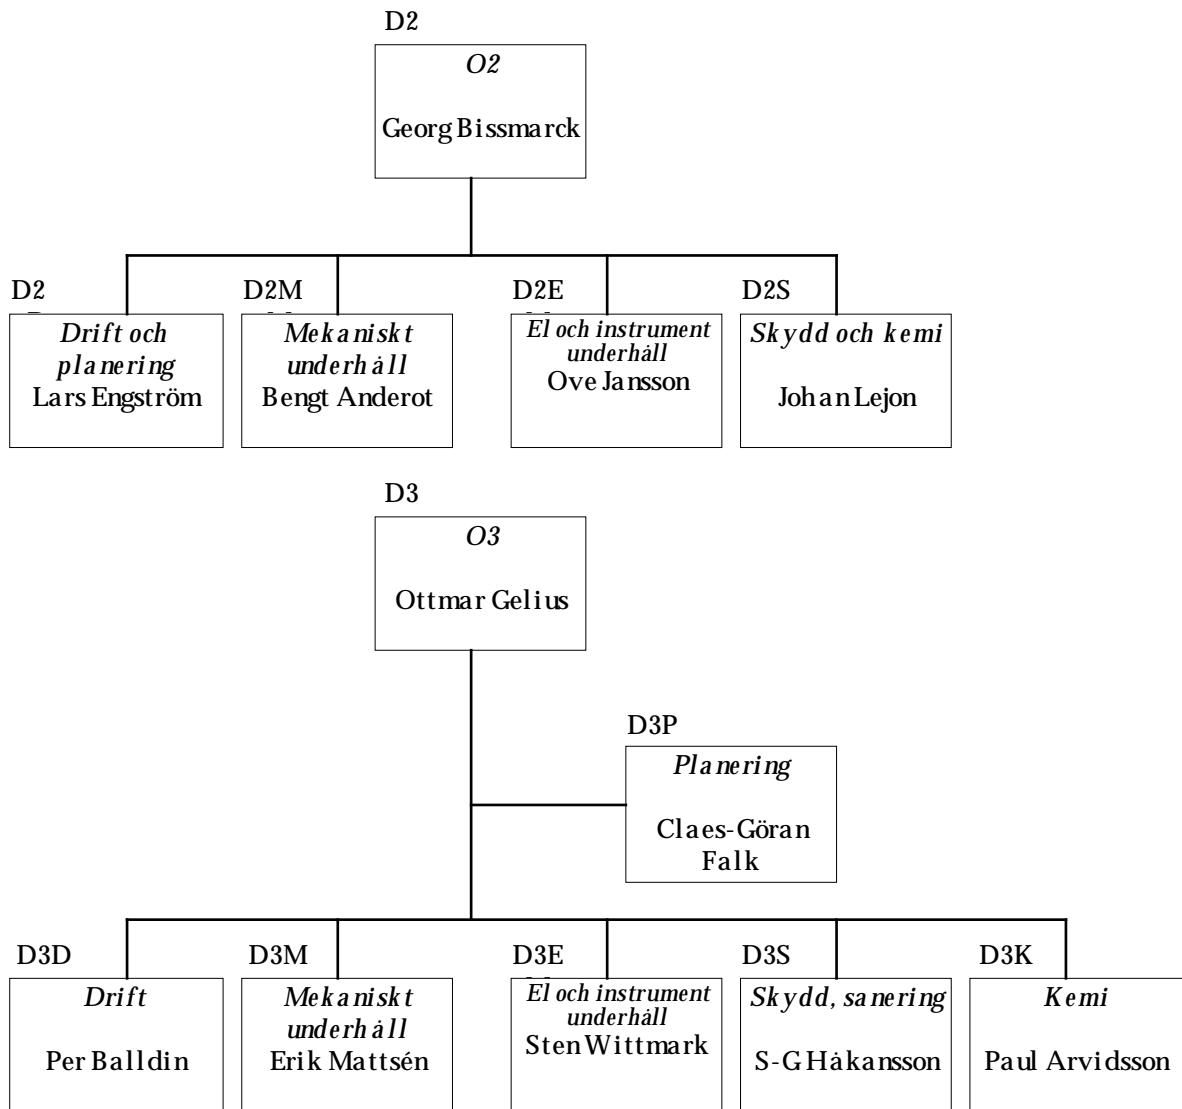 D2
O2
Georg Bissmarck
D2
Drift och
planering
Lars Engström
D2M
Mekaniskt
underhåll
Bengt Anderot
D2E
El och instrument
underhåll
Ove Jansson
D2S
Skydd och kemi
Johan Lejon
D3
O3
Ottmar Gelius
D3P
Planering
Claes-Göran
Falk
D3D
Drift
Per Balldin
D3M
Mekaniskt
underhåll
Erik Mattsén
D3E
El och instrument
underhåll
Sten Wittmark
D3S
Skydd, sanering
S-G Håkansson
D3K
Kemi
Paul Arvidsson